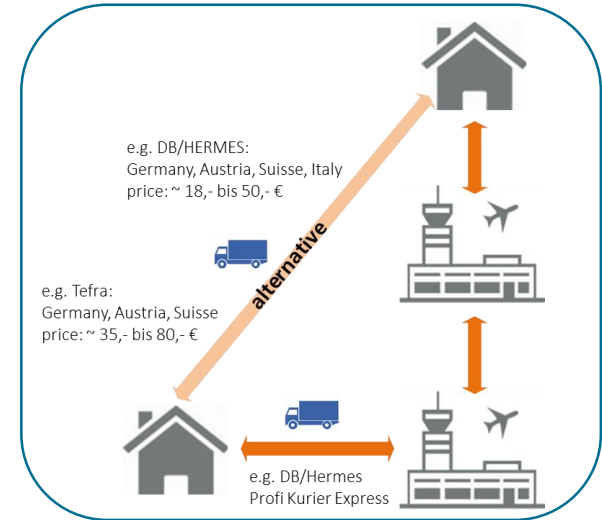 e.g. DB/HERMES:
Germany, Austria, Suisse, Italy
price: ~ 18,- bis 50,- €
alternative
e.g. Tefra:
Germany, Austria, Suisse
price: ~ 35,- bis 80,- €
e.g. DB/Hermes
Profi Kurier Express